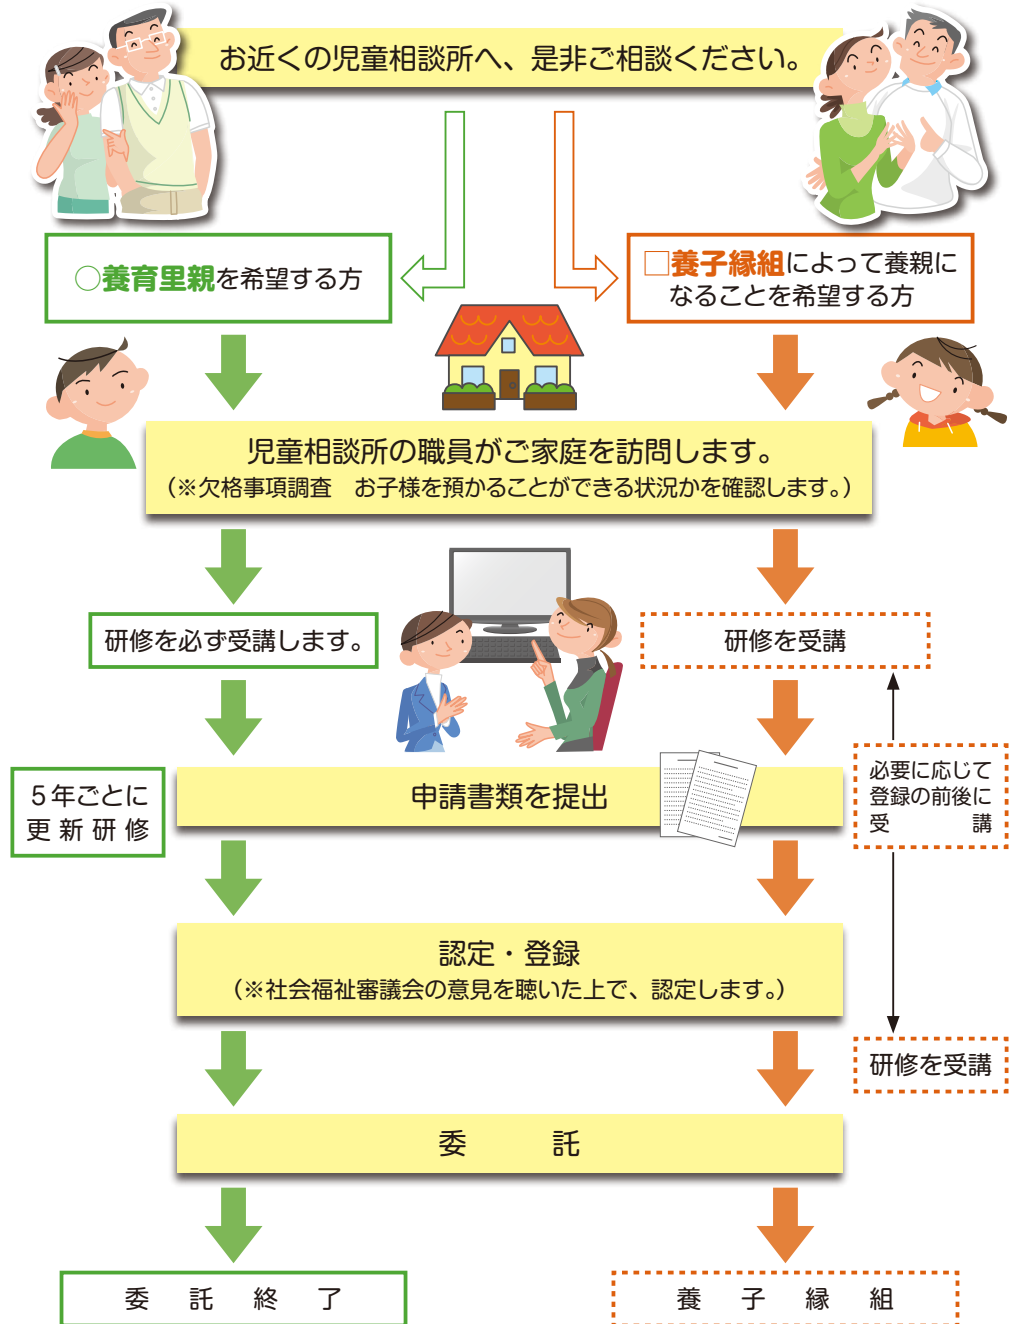 お近くの児童相談所へ、是非ご相談ください。
○養育里親を希望する方
□養子縁組によって養親に
なることを希望する方
児童相談所の職員がご家庭を訪問します。
（※欠格事項調査　お子様を預かることができる状況かを確認します。）
研修を必ず受講します。
研修を受講
5年ごとに
更新研修
申請書類を提出
必要に応じて
登録の前後に
受　　　講
認定・登録
（※社会福祉審議会の意見を聴いた上で、認定します。）
研修を受講
委　　　託
委　託　終　了
養　子　縁　組